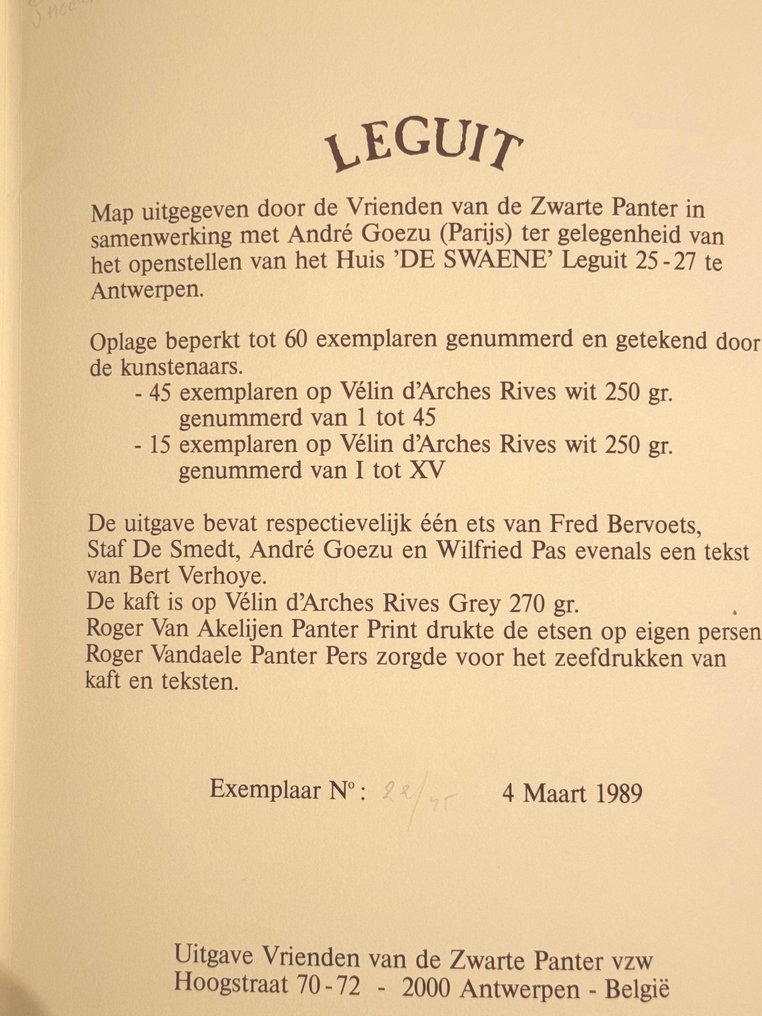 LEGUIT
Map uitgegeven door de Vrienden van de Zwarte Panter in
samenwerking met André Goezu (Parijs) ter gelegenheid van
het openstellen van het Huis 'DE SWAENE' Leguit 25-27 te
Antwerpen.
Oplage beperkt tot 60 exemplaren genummerd en getekend door
de kunstenaars.
- 45 exemplaren op Vélin d'Arches Rives wit 250 gr.
genummerd van 1 tot 45
- 15 exemplaren op Vélin d'Arches Rives wit 250 gr.
genummerd van I tot XV
De uitgave bevat respectievelijk één ets van Fred Bervoets,
Staf De Smedt, André Goezu en Wilfried Pas evenals een tekst
van Bert Verhoye.
De kaft is op Vélin d'Arches Rives Grey 270 gr.
Roger Van Akelijen Panter Print drukte de etsen op eigen persen
Roger Vandaele Panter Pers zorgde voor het zeefdrukken van
kaft en teksten.
Exemplaar Nº: 22/45 4 Maart 1989
Uitgave Vrienden van de Zwarte Panter vzw
Hoogstraat 70-72 - 2000 Antwerpen - België